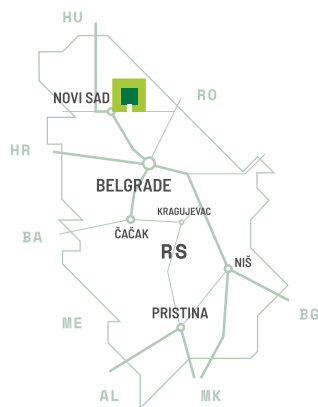 HU
NOVI SAD
RO
HR
BELGRADE
KRAGUJEVAC
ČAČAK
BA
RS
NIŠ
PRISTINA
BG
ME
AL
MK